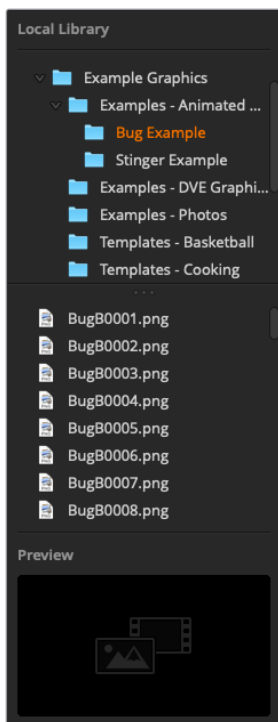 Local Library
Example Graphics
Examples - Animated ...
Bug Example
Stinger Example
Examples - DVE Graphi...
Examples - Photos
Templates - Basketball
Templates - Cooking
BugB0001.png
BugB0002.png
BugB0003.png
BugB0004.png
BugB0005.png
BugB0006.png
BugB0007.png
BugB0008.png
Preview